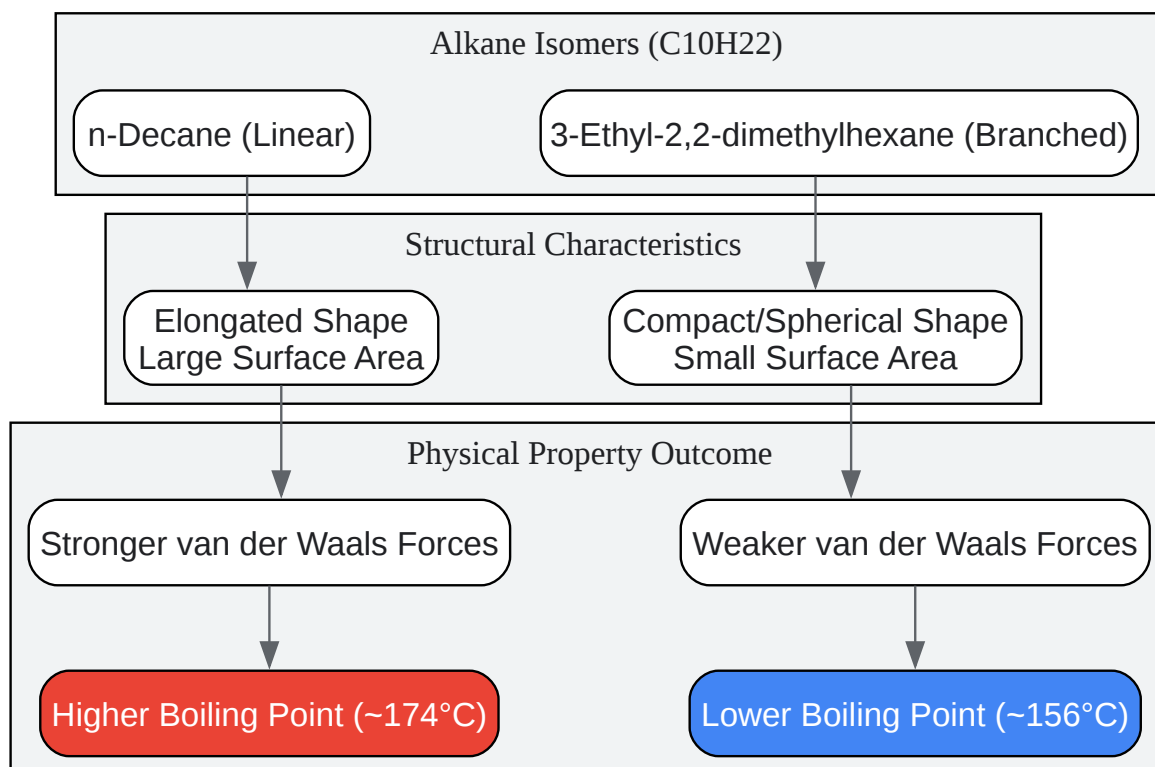 Alkane Isomers (C10H22)
n-Decane (Linear)
3-Ethyl-2,2-dimethylhexane (Branched)
Structural Characteristics
Elongated Shape
Large Surface Area
Compact/Spherical Shape
Small Surface Area
Physical Property Outcome
Stronger van der Waals Forces
Weaker van der Waals Forces
Higher Boiling Point (~174°C)
Lower Boiling Point (~156°C)